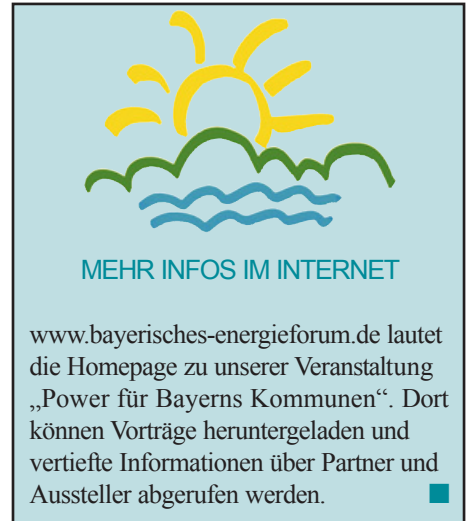 MEHR INFOS IM INTERNET
www.bayerisches-energieforum.de lautet
die Homepage zu unserer Veranstaltung
„Power für Bayerns Kommunen“. Dort
können Vorträge heruntergeladen und
vertiefte Informationen über Partner und
Aussteller abgerufen werden.